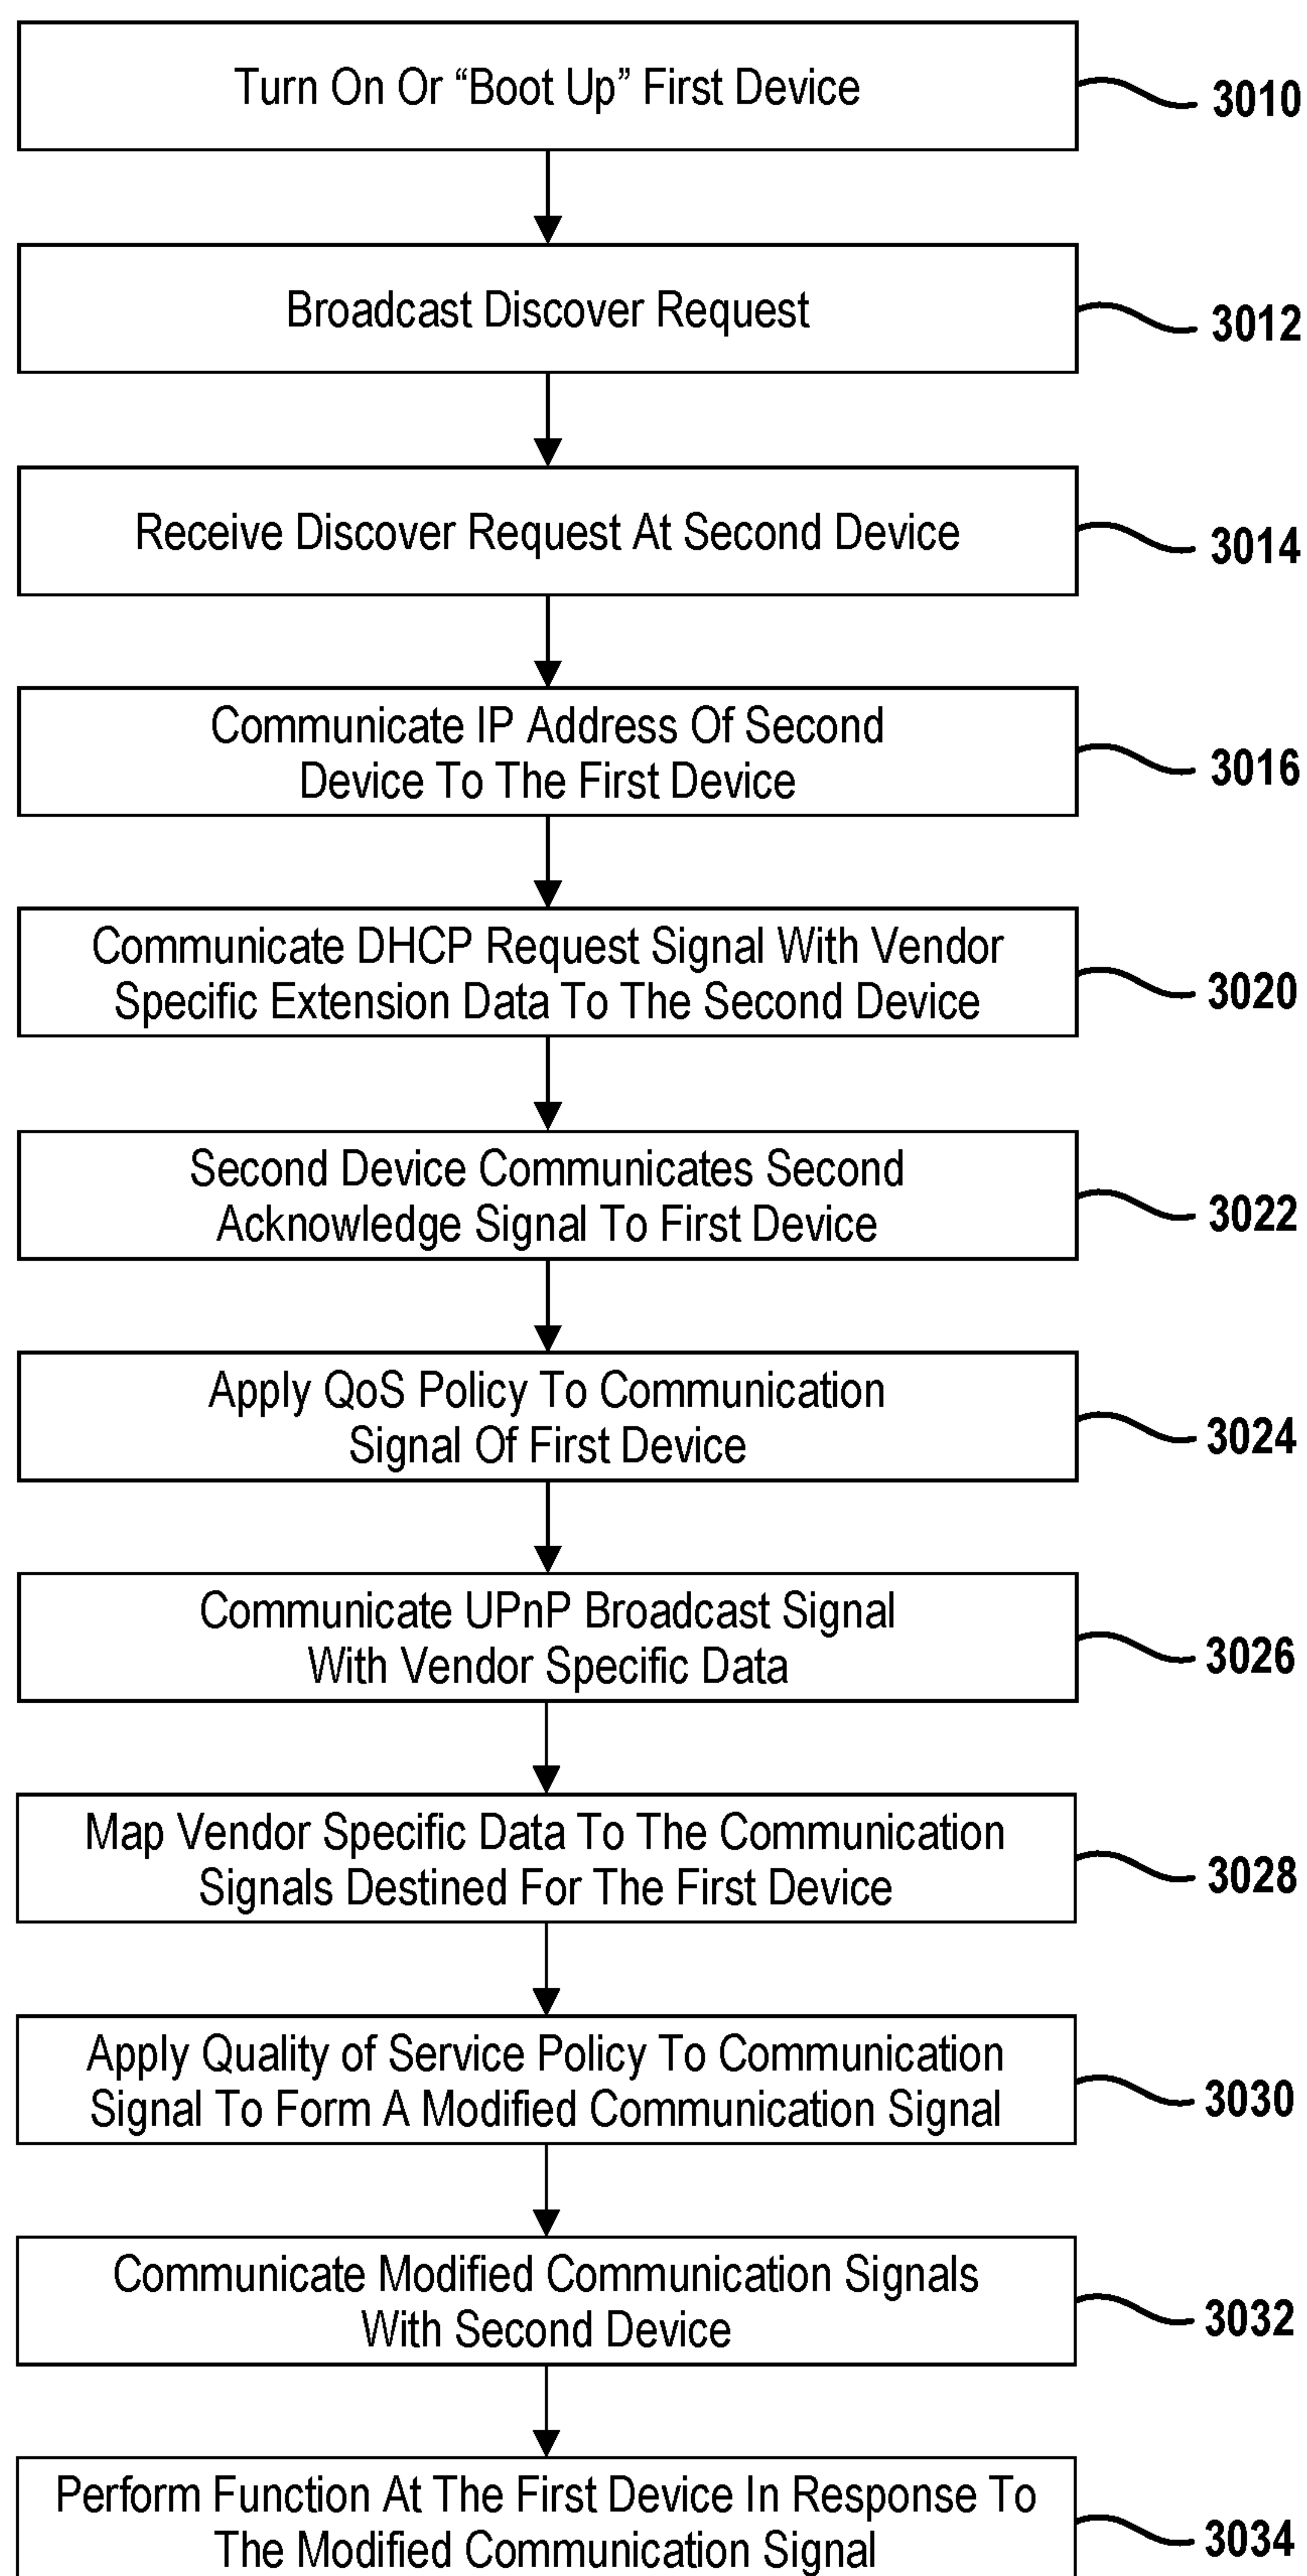 Turn On Or “Boot Up” First Device
3010
Broadcast Discover Request
3012
Receive Discover Request At Second Device
3014
Communicate IP Address Of Second
Device To The First Device
3016
Communicate DHCP Request Signal With Vendor
Specific Extension Data To The Second Device
3020
Second Device Communicates Second
Acknowledge Signal To First Device
3022
Apply QoS Policy To Communication
Signal Of First Device
3024
Communicate UPnP Broadcast Signal
With Vendor Specific Data
3026
Map Vendor Specific Data To The Communication
Signals Destined For The First Device
3028
Apply Quality of Service Policy To Communication
Signal To Form A Modified Communication Signal
3030
Communicate Modified Communication Signals
With Second Device
3032
Perform Function At The First Device In Response To
The Modified Communication Signal
3034